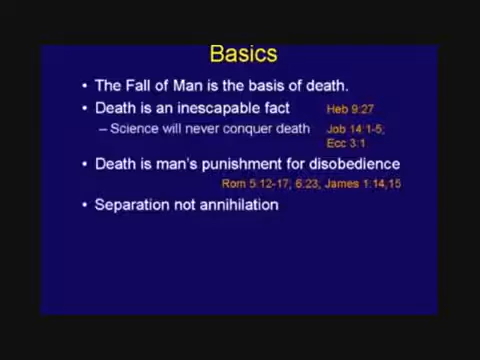 Basics
• The Fall of Man is the basis of death.
• Death is an inescapable fact Heb 9:27
– Science will never conquer death Job 14:1-5;
Ecc 3:1
• Death is man's punishment for disobedience
Rom 5:12-17; 6:23; James 1:14,15
• Separation not annihilation